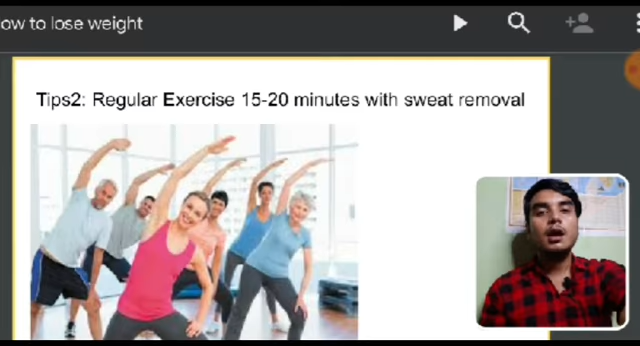 ow to lose weight
Tips2: Regular Exercise 15-20 minutes with sweat removal